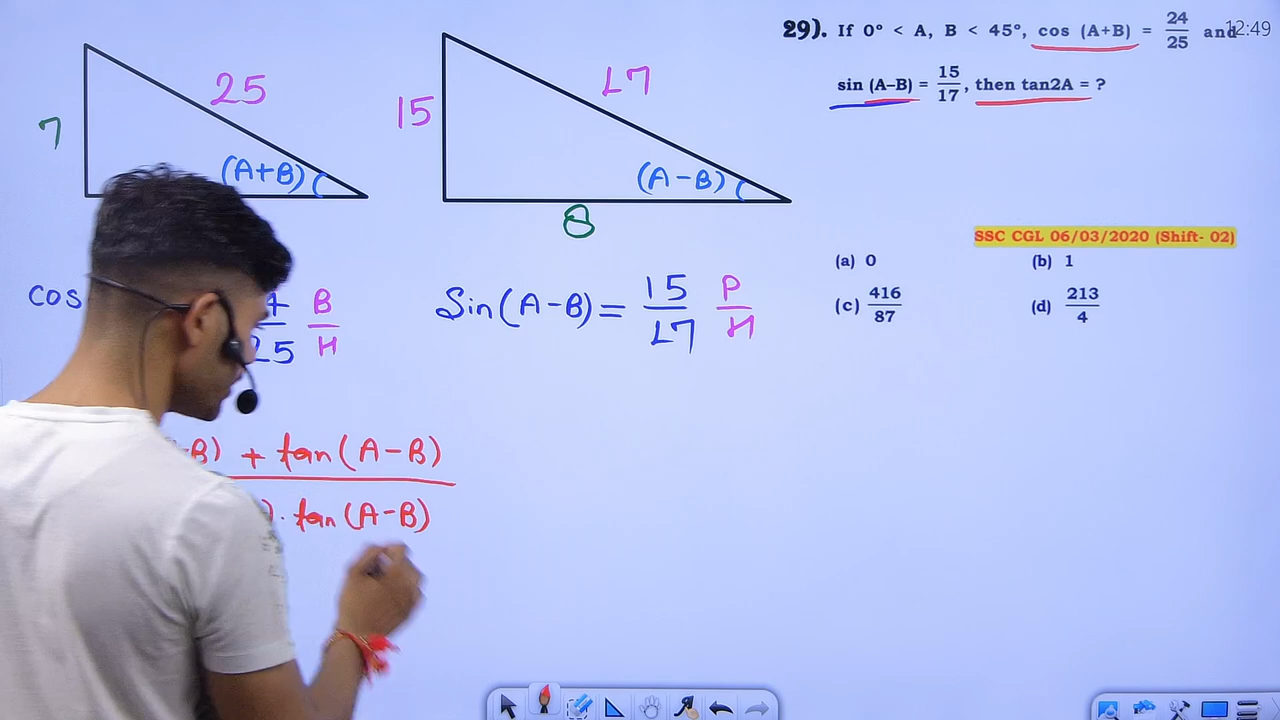 29). If 0° < A, B < 45°, cos (A+B) = 24/25 and
12:49
sin (A–B) = 15/17, then tan2A = ?
SSC CGL 06/03/2020 (Shift- 02)
(a) 0
(b) 1
(c) 416/87
(d) 213/4
25
7
(A+B)
17
15
(A-B)
8
cos
25
B/H
Sin(A-B) = 15/17 P/H
B) + tan(A-B)
). tan(A-B)